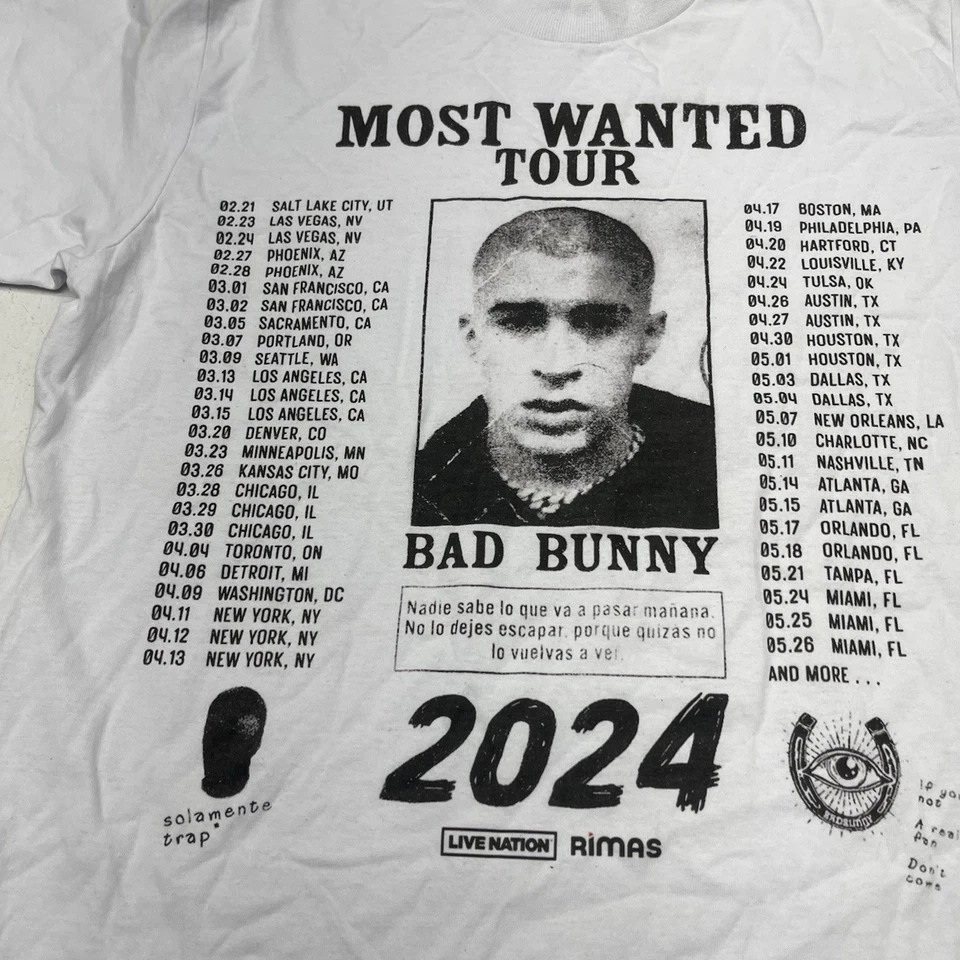 MOST WANTED
TOUR
02.21 SALT LAKE CITY, UT
02.23 LAS VEGAS, NV
02.24 LAS VEGAS, NV
02.27 PHOENIX, AZ
02.28 PHOENIX, AZ
03.01 SAN FRANCISCO, CA
03.02 SAN FRANCISCO, CA
03.05 SACRAMENTO, CA
03.07 PORTLAND, OR
03.09 SEATTLE, WA
03.13 LOS ANGELES, CA
03.14 LOS ANGELES, CA
03.15 LOS ANGELES, CA
03.20 DENVER, CO
03.23 MINNEAPOLIS, MN
03.26 KANSAS CITY, MO
03.28 CHICAGO, IL
03.29 CHICAGO, IL
03.30 CHICAGO, IL
04.04 TORONTO, ON
04.06 DETROIT, MI
04.09 WASHINGTON, DC
04.11 NEW YORK, NY
04.12 NEW YORK, NY
04.13 NEW YORK, NY
04.17 BOSTON, MA
04.19 PHILADELPHIA, PA
04.20 HARTFORD, CT
04.22 LOUISVILLE, KY
04.24 TULSA, OK
04.26 AUSTIN, TX
04.27 AUSTIN, TX
04.30 HOUSTON, TX
05.01 HOUSTON, TX
05.03 DALLAS, TX
05.04 DALLAS, TX
05.07 NEW ORLEANS, LA
05.10 CHARLOTTE, NC
05.11 NASHVILLE, TN
05.14 ATLANTA, GA
05.15 ATLANTA, GA
05.17 ORLANDO, FL
05.18 ORLANDO, FL
05.21 TAMPA, FL
05.24 MIAMI, FL
05.25 MIAMI, FL
05.26 MIAMI, FL
AND MORE . . .
BAD BUNNY
Nadie sabe lo que va a pasar mañana.
No lo dejes escapar, porque quizas no
lo vuelvas a ver.
2024
solamente
trap*
BADBUNNY
If you
not
A real
fan
Don't
come
LIVE NATION RIMAS